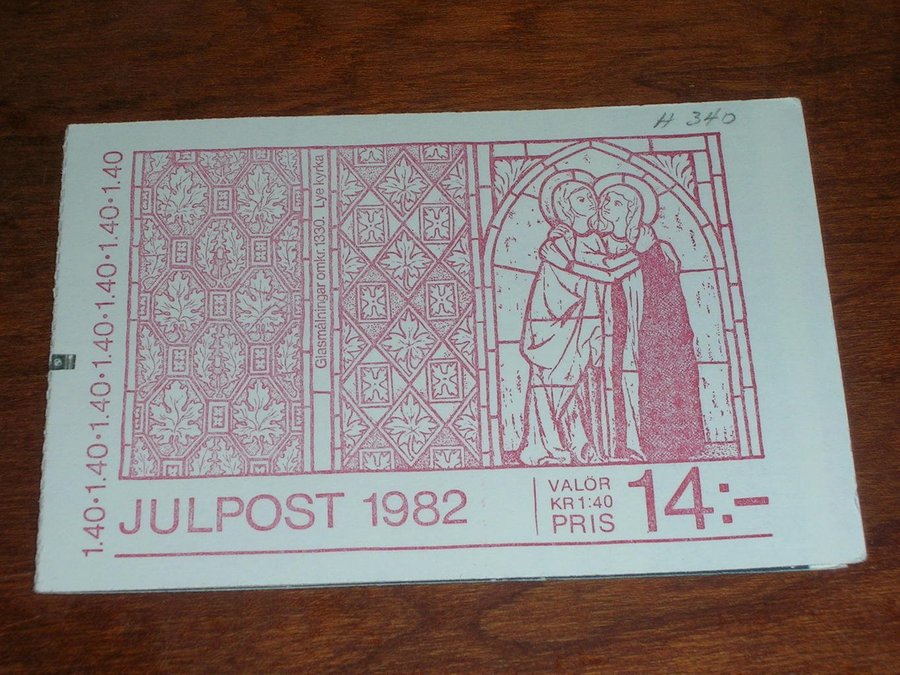 H 340
1.40 • 1.40 • 1.40 • 1.40 • 1.40 • 1.40 • 1.40
Glasmålningar omkr. 1330. Lye kyrka
JULPOST 1982
VALÖR
KR 1:40
PRIS
14:-